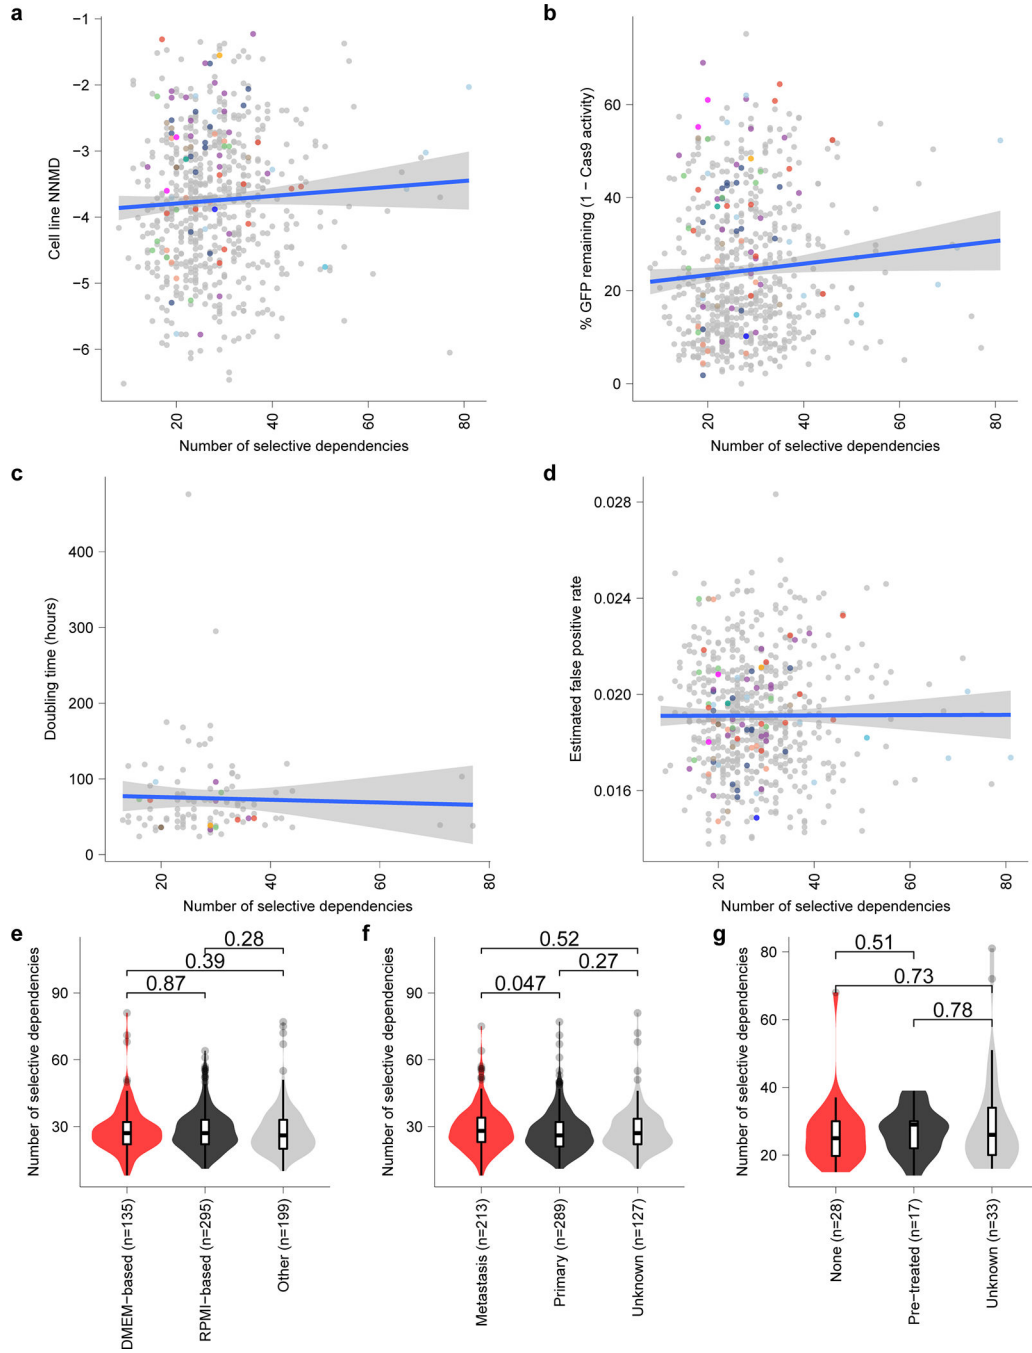 a
−1
−2
−3
−4
−5
−6
Cell line NNMD
20
40
60
80
Number of selective dependencies
b
60
40
20
0
% GFP remaining (1 − Cas9 activity)
20
40
60
80
Number of selective dependencies
c
400
300
200
100
0
Doubling time (hours)
20
40
60
80
Number of selective dependencies
d
0.028
0.024
0.020
0.016
Estimated false positive rate
20
40
60
80
Number of selective dependencies
e
0.28
0.39
0.87
90
60
30
Number of selective dependencies
DMEM−based (n=135)
RPMI−based (n=295)
Other (n=199)
f
0.52
0.27
0.047
90
60
30
Number of selective dependencies
Metastasis (n=213)
Primary (n=289)
Unknown (n=127)
g
0.51
0.73
0.78
80
60
40
20
Number of selective dependencies
None (n=28)
Pre−treated (n=17)
Unknown (n=33)